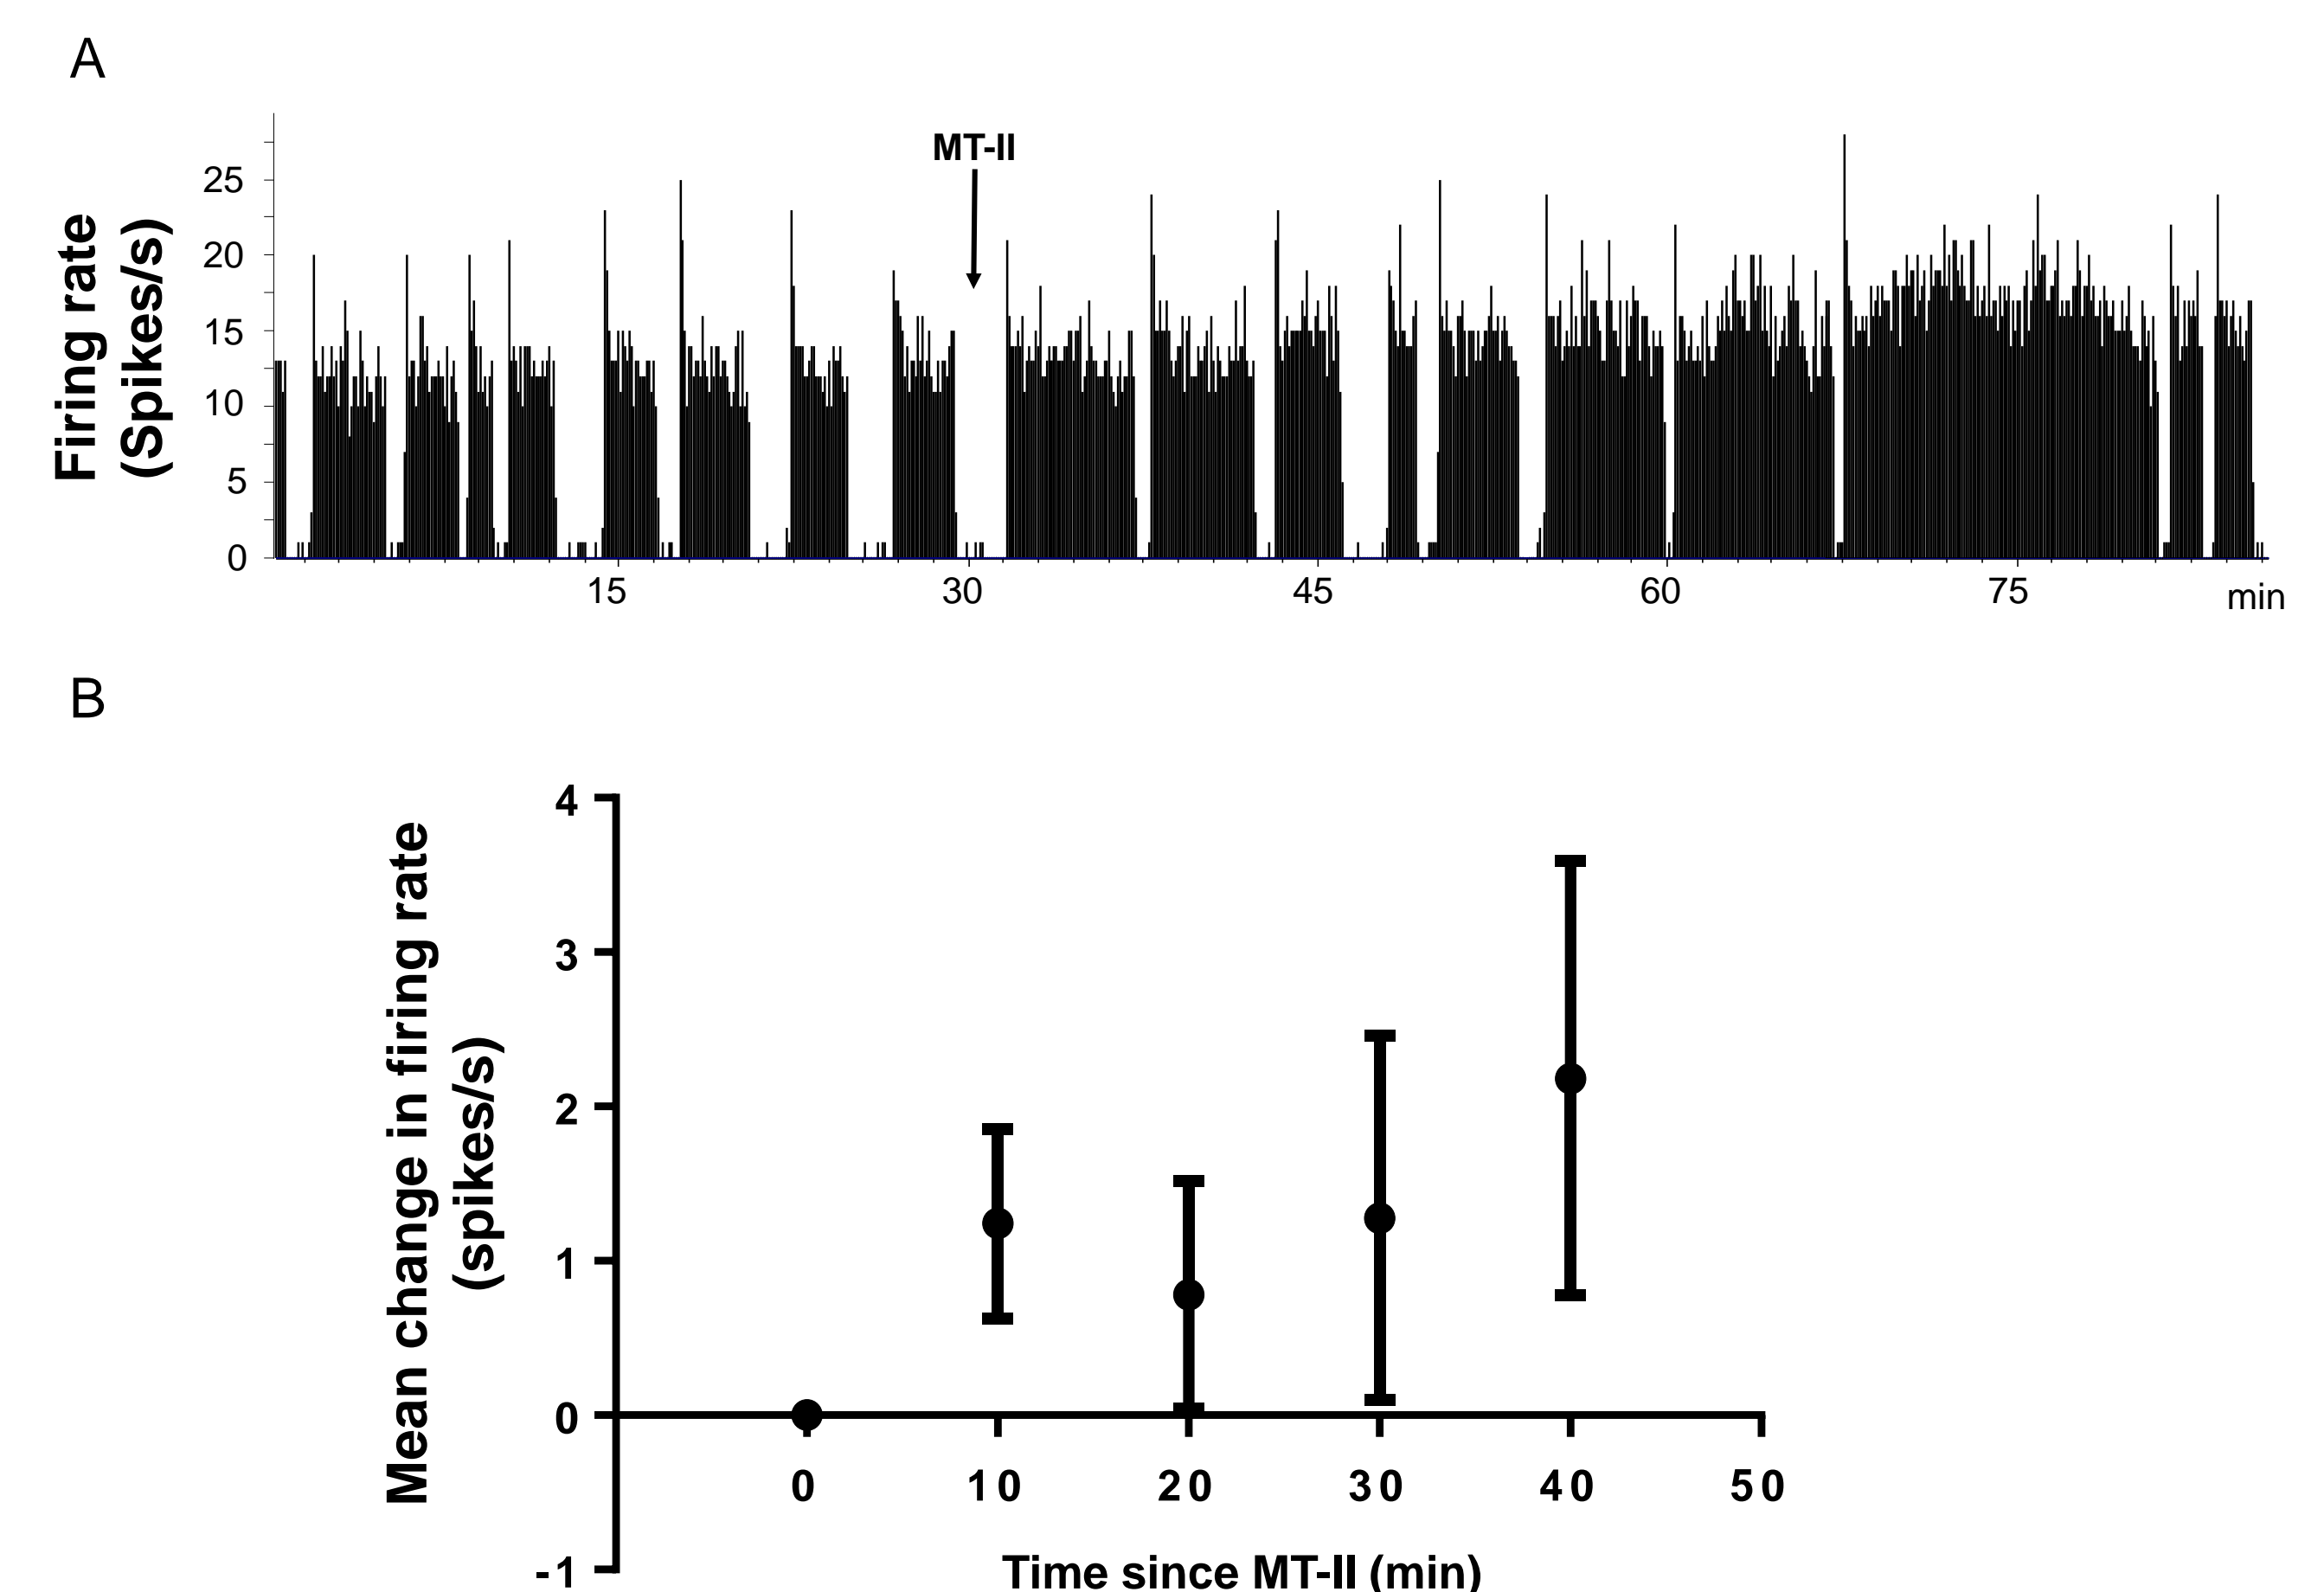 A
MT-II
Firing rate
(Spikes/s)
25
20
15
10
5
0
15 30 45 60 75 min
B
Mean change in firing rate
(spikes/s)
4
3
2
1
0
-1
0 10 20 30 40 50
Time since MT-II (min)